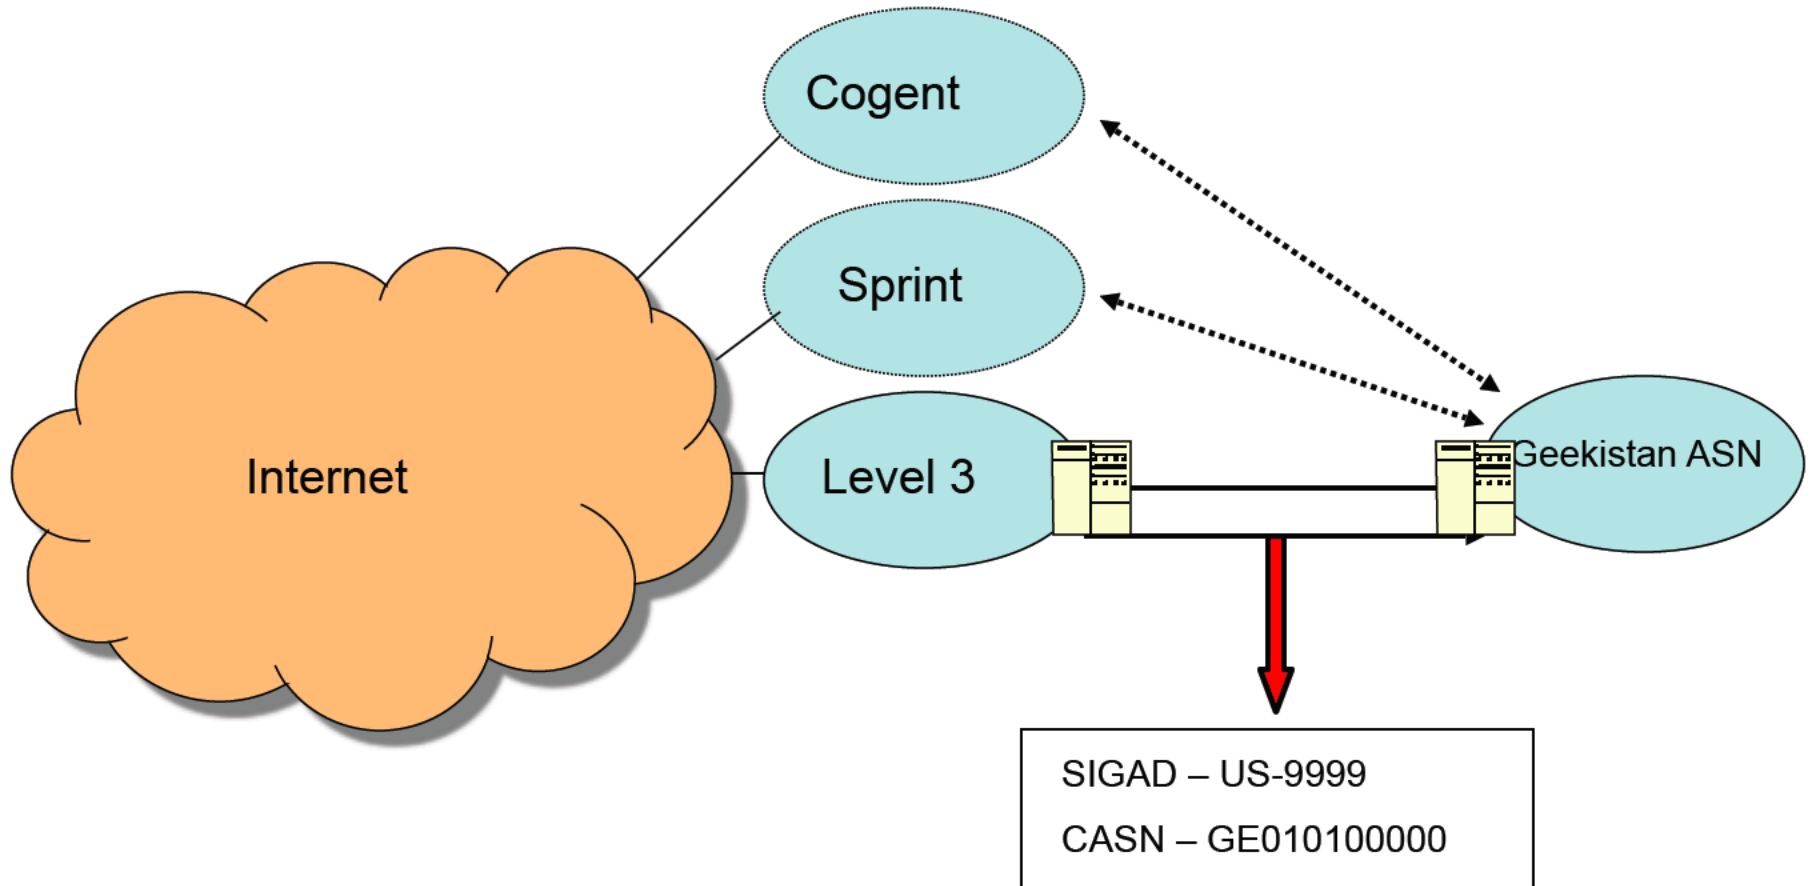 Cogent
Sprint
Internet
Level 3
Geekistan ASN
SIGAD – US-9999
CASN – GE010100000